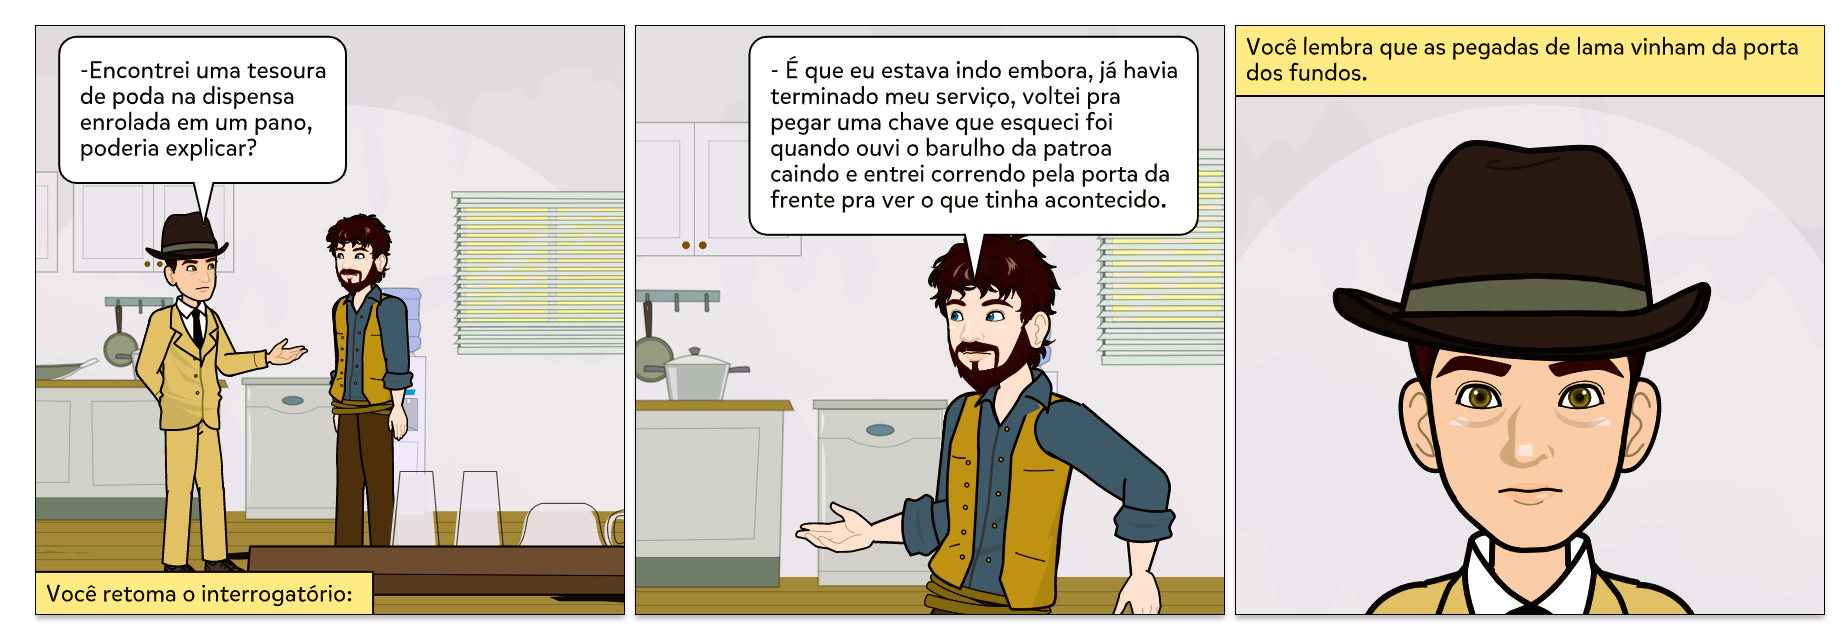 -Encontrei uma tesoura
de poda na dispensa
enrolada em um pano,
poderia explicar?
Você retoma o interrogatório:
- É que eu estava indo embora, já havia
terminado meu serviço, voltei pra
pegar uma chave que esqueci foi
quando ouvi o barulho da patroa
caindo e entrei correndo pela porta da
frente pra ver o que tinha acontecido.
Você lembra que as pegadas de lama vinham da porta
dos fundos.